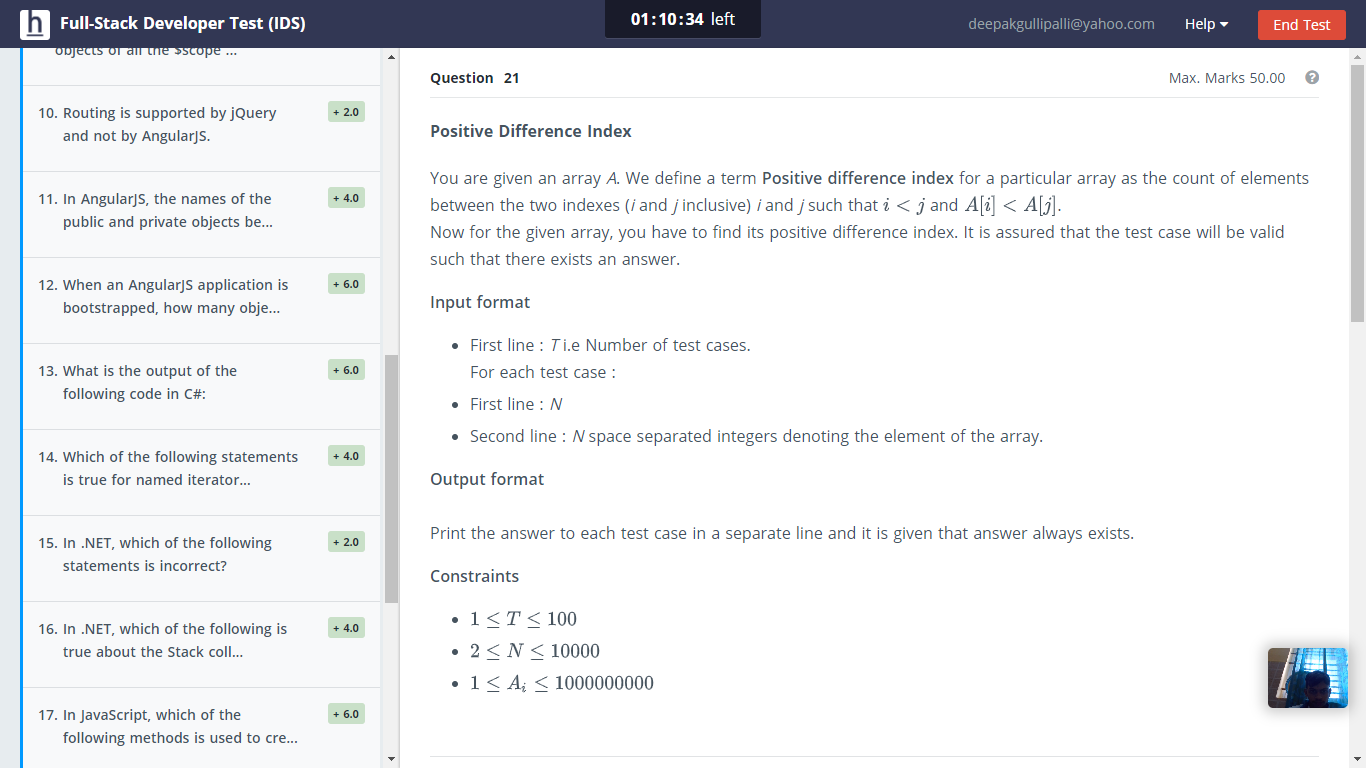 h Full-Stack Developer Test (IDS)
01:10:34 left
deepakgullipalli@yahoo.com
Help
End Test
objects of all the $scope ...
10. Routing is supported by jQuery
and not by AngularJS.
+ 2.0
11. In AngularJS, the names of the
public and private objects be...
+ 4.0
12. When an AngularJS application is
bootstrapped, how many obje...
+ 6.0
13. What is the output of the
following code in C#:
+ 6.0
14. Which of the following statements
is true for named iterator...
+ 4.0
15. In .NET, which of the following
statements is incorrect?
+ 2.0
16. In .NET, which of the following is
true about the Stack coll...
+ 4.0
17. In JavaScript, which of the
following methods is used to cre...
+ 6.0
Question 21
Max. Marks 50.00
?
Positive Difference Index
You are given an array A. We define a term Positive difference index for a particular array as the count of elements
between the two indexes (i and j inclusive) i and j such that i < j and A[i] < A[j].
Now for the given array, you have to find its positive difference index. It is assured that the test case will be valid
such that there exists an answer.
Input format
• First line : T i.e Number of test cases.
For each test case :
• First line : N
• Second line : N space separated integers denoting the element of the array.
Output format
Print the answer to each test case in a separate line and it is given that answer always exists.
Constraints
• 1 ≤ T ≤ 100
• 2 ≤ N ≤ 10000
• 1 ≤ Aᵢ ≤ 1000000000